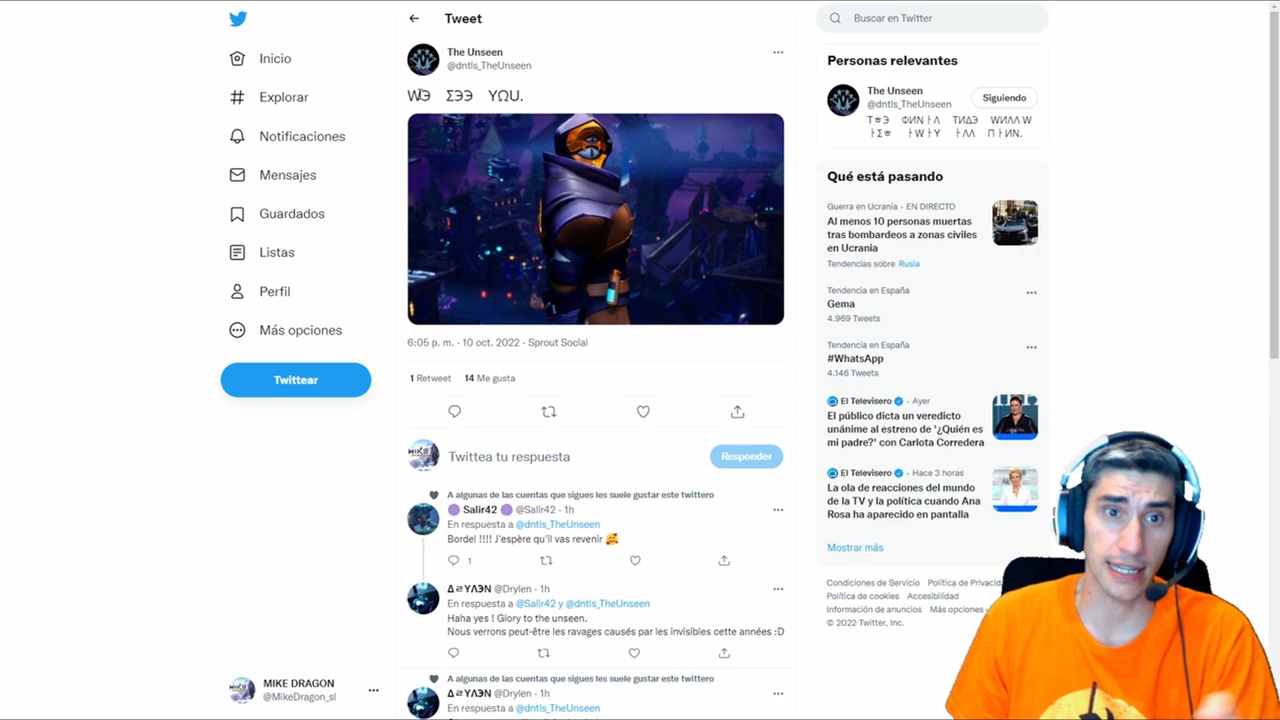 Tweet
Inicio
Explorar
Notificaciones
Mensajes
Guardados
Listas
Perfil
Más opciones
Twittear
MIKE DRAGON
@MikeDragon_sl
The Unseen
@dntls_TheUnseen
WЭ ΣЭЭ YΩU.
6:05 p. m. · 10 oct. 2022 · Sprout Social
1 Retweet 14 Me gusta
Twittea tu respuesta
Responder
A algunas de las cuentas que sigues les suele gustar este twittero
Salir42 @Salir42 · 1h
En respuesta a @dntls_TheUnseen
Bordel !!!! J'espère qu'il vas revenir
1
@Drylen · 1h
En respuesta a @Salir42 y @dntls_TheUnseen
Haha yes ! Glory to the unseen.
Nous verrons peut-être les ravages causés par les invisibles cette années :D
A algunas de las cuentas que sigues les suele gustar este twittero
@Drylen · 1h
En respuesta a @dntls_TheUnseen
Buscar en Twitter
Personas relevantes
The Unseen
@dntls_TheUnseen
Siguiendo
Qué está pasando
Guerra en Ucrania · EN DIRECTO
Al menos 10 personas muertas
tras bombardeos a zonas civiles
en Ucrania
Tendencias sobre Rusia
Tendencia en España
Gema
4.969 Tweets
Tendencia en España
#WhatsApp
4.146 Tweets
El Televisero · Ayer
El público dicta un veredicto
unánime al estreno de '¿Quién es
mi padre?' con Carlota Corredera
El Televisero · Hace 3 horas
La ola de reacciones del mundo
de la TV y la política cuando Ana
Rosa ha aparecido en pantalla
Mostrar más
Condiciones de Servicio Política de Privacid
Política de cookies Accesibilidad
Información de anuncios Más opciones
© 2022 Twitter, Inc.